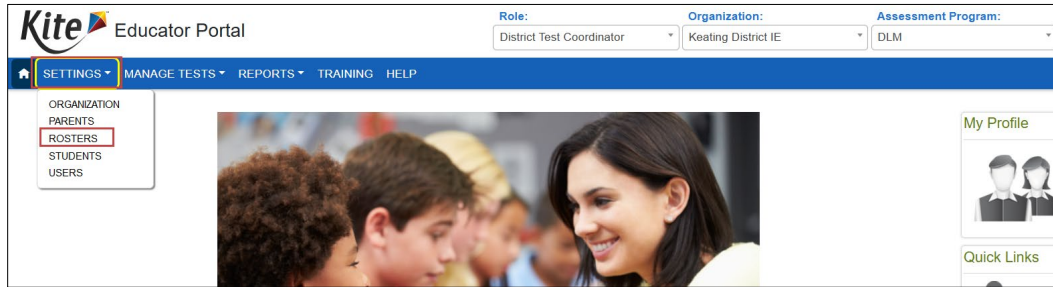 Kite Educator Portal
Role:
District Test Coordinator
Organization:
Keating District IE
Assessment Program:
DLM
SETTINGS MANAGE TESTS REPORTS TRAINING HELP
ORGANIZATION
PARENTS
ROSTERS
STUDENTS
USERS
My Profile
Quick Links